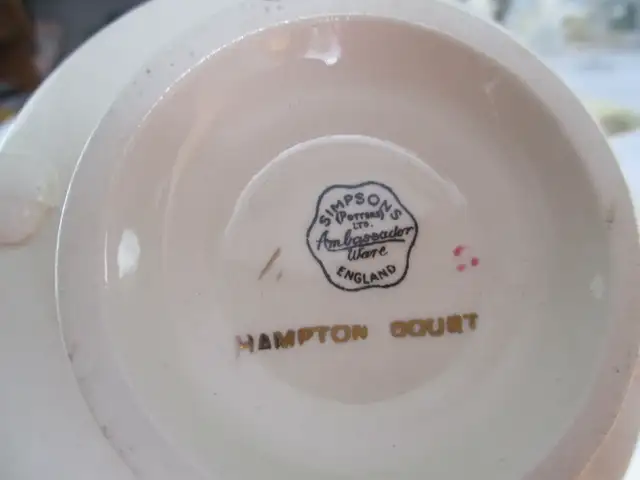 SIMPSONS
(POTTERS)
LTD.
Ambassador
Ware
ENGLAND
HAMPTON COURT